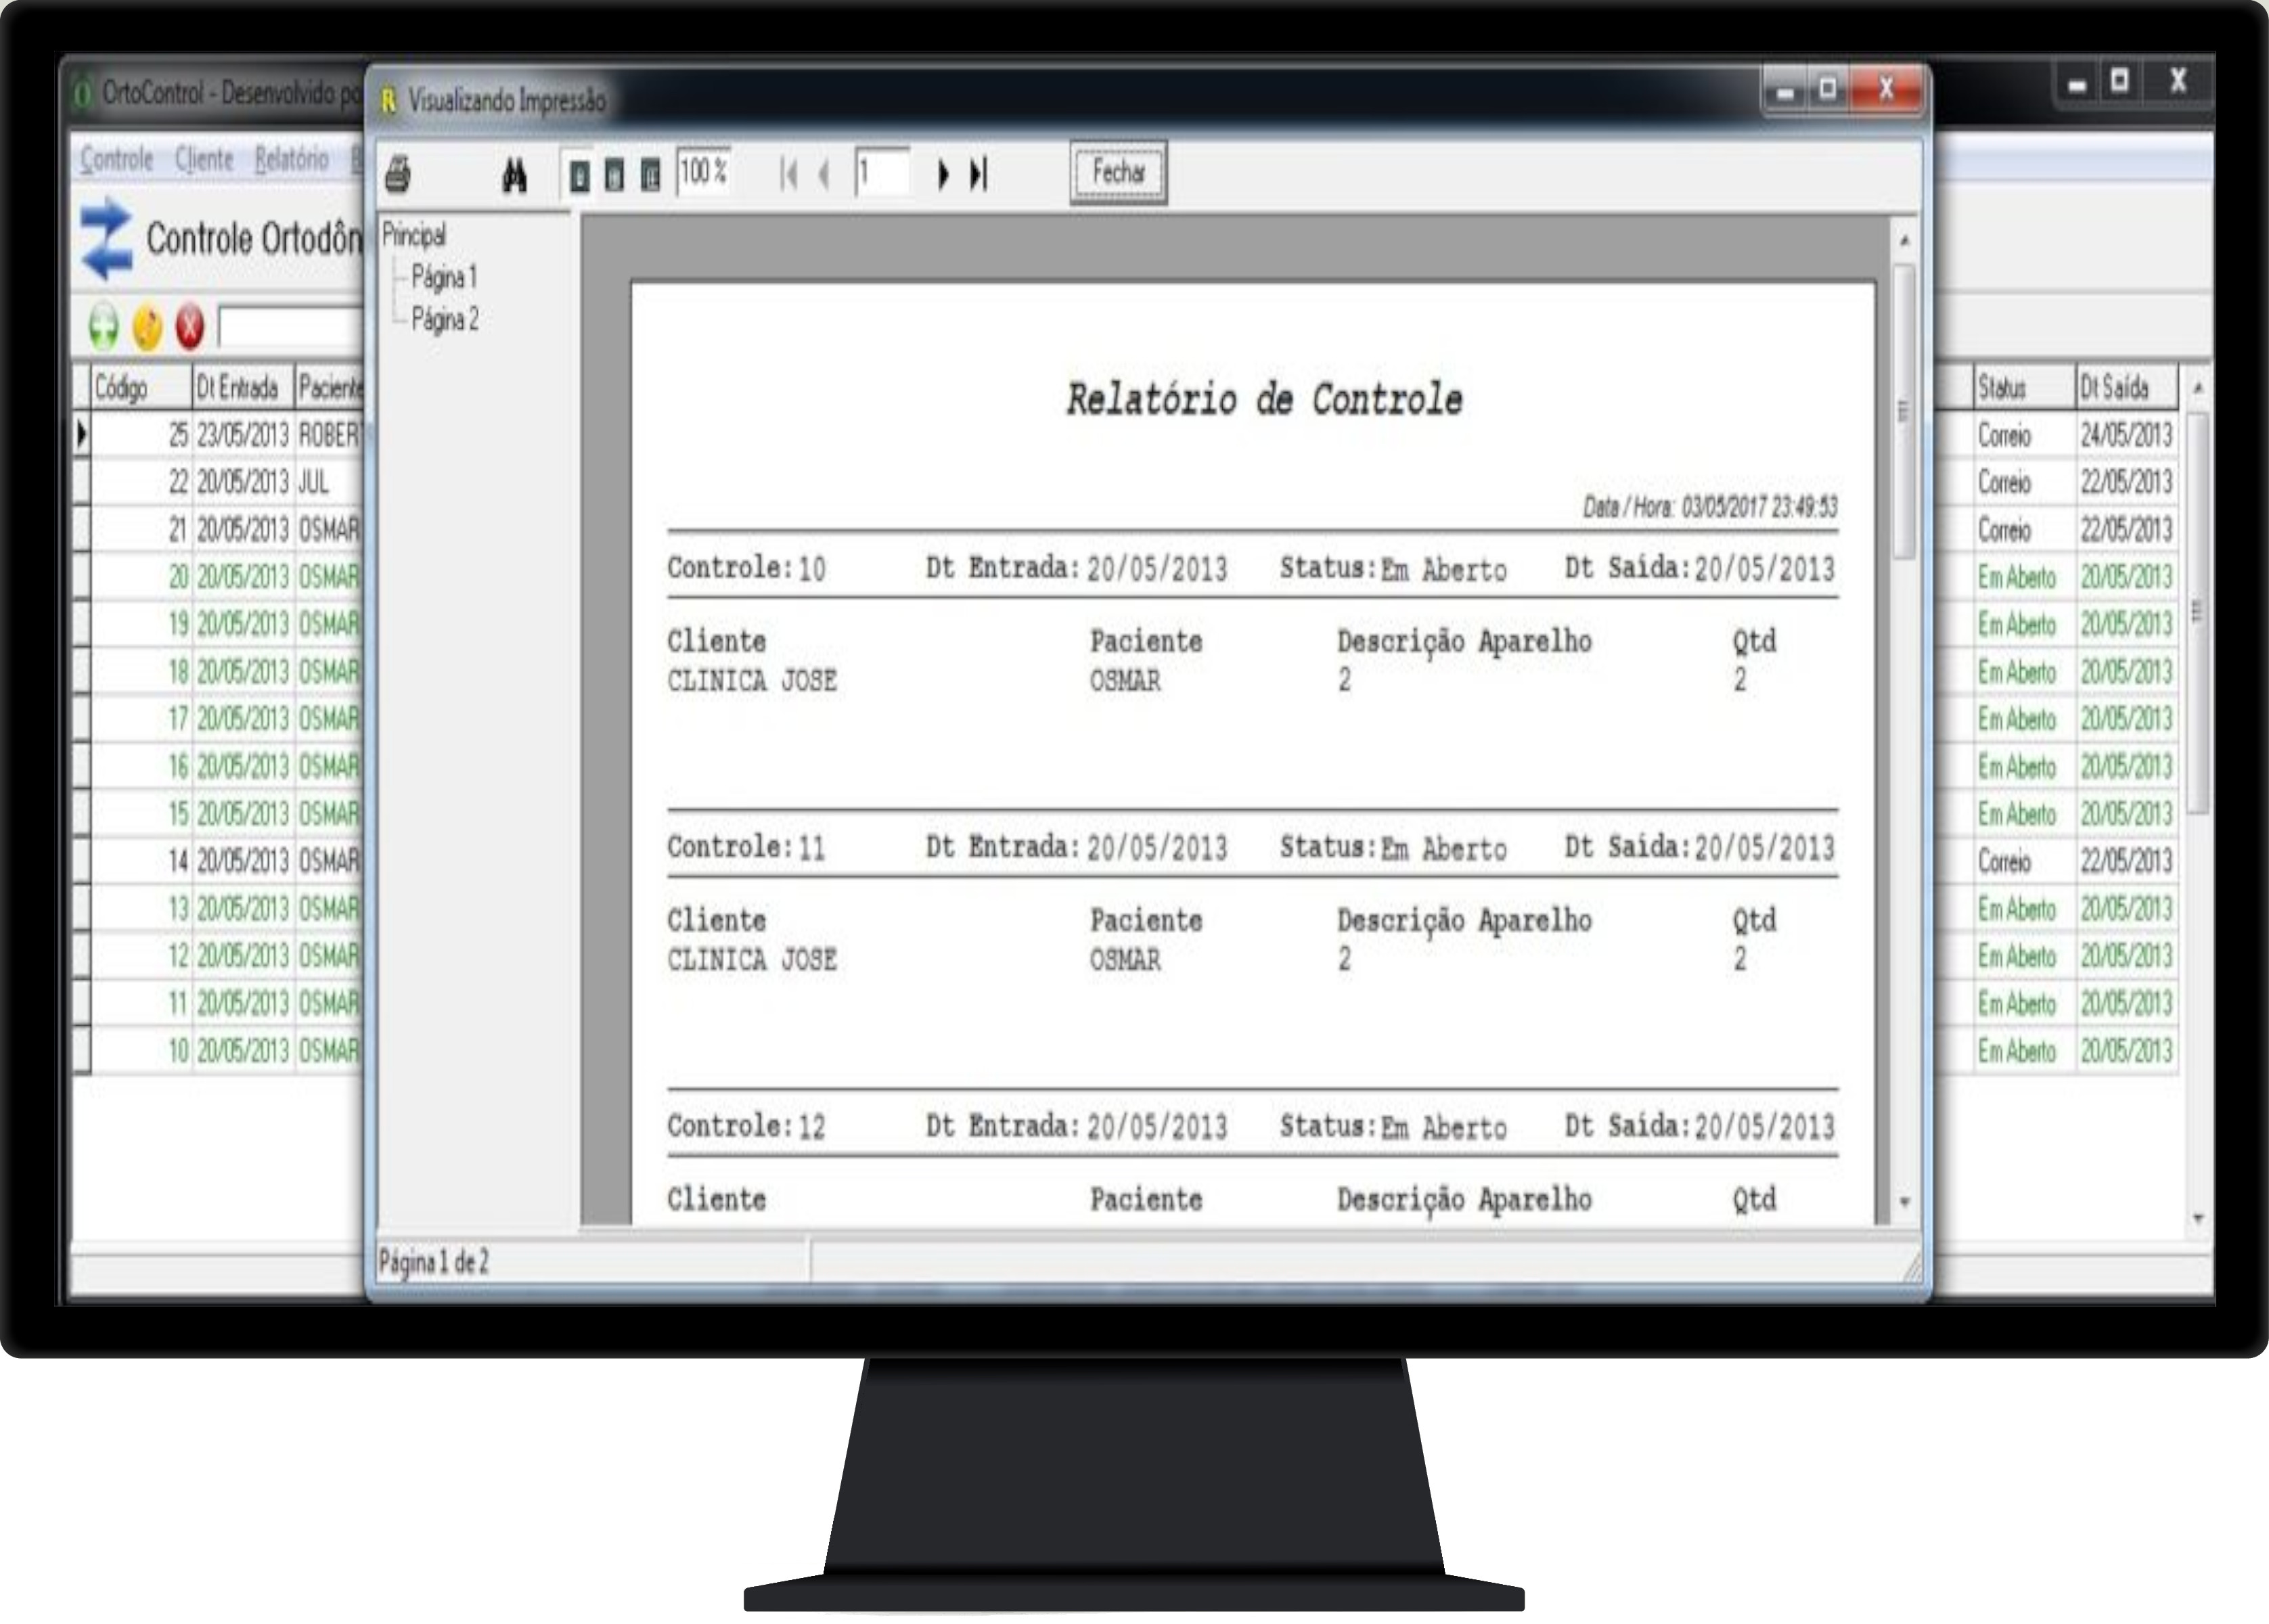 OrtoControl - Desenvolvido po
Visualizando Impressão
Controle Cliente Relatório
100 % 1 Fechar
Controle Ortodôn
Principal
Página 1
Página 2
Relatório de Controle
Data / Hora: 03/05/2017 23:49:53
Controle: 10 Dt Entrada: 20/05/2013 Status: Em Aberto Dt Saída: 20/05/2013
Cliente Paciente Descrição Aparelho Qtd
CLINICA JOSE OSMAR 2 2
Controle: 11 Dt Entrada: 20/05/2013 Status: Em Aberto Dt Saída: 20/05/2013
Cliente Paciente Descrição Aparelho Qtd
CLINICA JOSE OSMAR 2 2
Controle: 12 Dt Entrada: 20/05/2013 Status: Em Aberto Dt Saída: 20/05/2013
Cliente Paciente Descrição Aparelho Qtd
Página 1 de 2
Código Dt Entrada Paciente Status Dt Saída
25 23/05/2013 ROBERT Correio 24/05/2013
22 20/05/2013 JUL Correio 22/05/2013
21 20/05/2013 OSMAR Correio 22/05/2013
20 20/05/2013 OSMAR Em Aberto 20/05/2013
19 20/05/2013 OSMAR Em Aberto 20/05/2013
18 20/05/2013 OSMAR Em Aberto 20/05/2013
17 20/05/2013 OSMAR Em Aberto 20/05/2013
16 20/05/2013 OSMAR Em Aberto 20/05/2013
15 20/05/2013 OSMAR Em Aberto 20/05/2013
14 20/05/2013 OSMAR Correio 22/05/2013
13 20/05/2013 OSMAR Em Aberto 20/05/2013
12 20/05/2013 OSMAR Em Aberto 20/05/2013
11 20/05/2013 OSMAR Em Aberto 20/05/2013
10 20/05/2013 OSMAR Em Aberto 20/05/2013